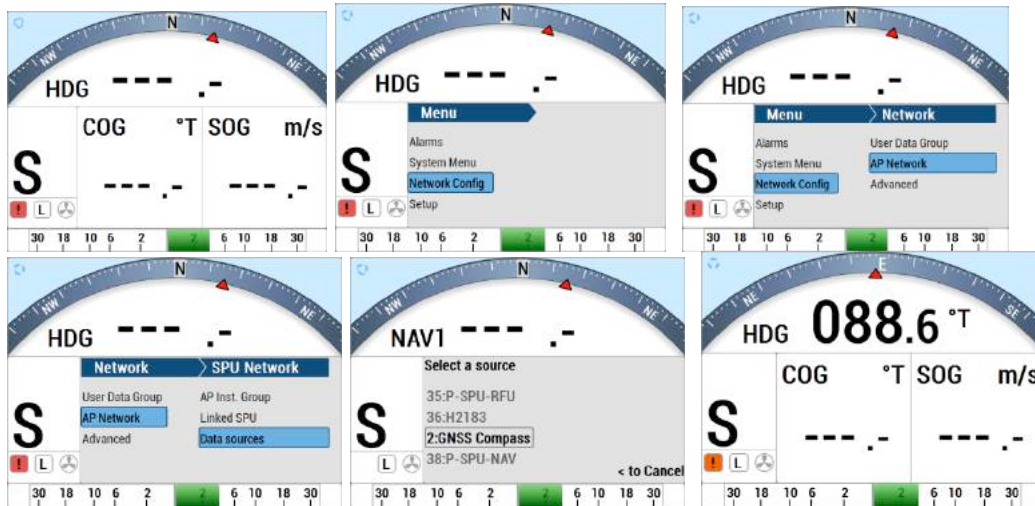 N
NW
NE
HDG ---.-
COG °T SOG m/s
S
---.- ---.-
! L
30 18 10 6 2 2 6 10 18 30
N
NW
NE
HDG ---.-
Menu
Alarms
System Menu
Network Config
Setup
S
! L
30 18 10 6 2 2 6 10 18 30
N
NW
NE
HDG ---.-
Menu Network
Alarms User Data Group
System Menu AP Network
Network Config Advanced
Setup
S
! L
30 18 10 6 2 2 6 10 18 30
N
NW
NE
HDG ---.-
Network SPU Network
User Data Group AP Inst. Group
AP Network Linked SPU
Advanced Data sources
S
! L
30 18 10 6 2 2 6 10 18 30
N
NW
NE
NAV1 ---.-
Select a source
35:P-SPU-RFU
36:H2183
2:GNSS Compass
38:P-SPU-NAV
< to Cancel
S
L
30 18 10 6 2 2 6 10 18 30
E
NE
SE
HDG 088.6 °T
COG °T SOG m/s
S
---.- ---.-
! L
30 18 10 6 2 2 6 10 18 30